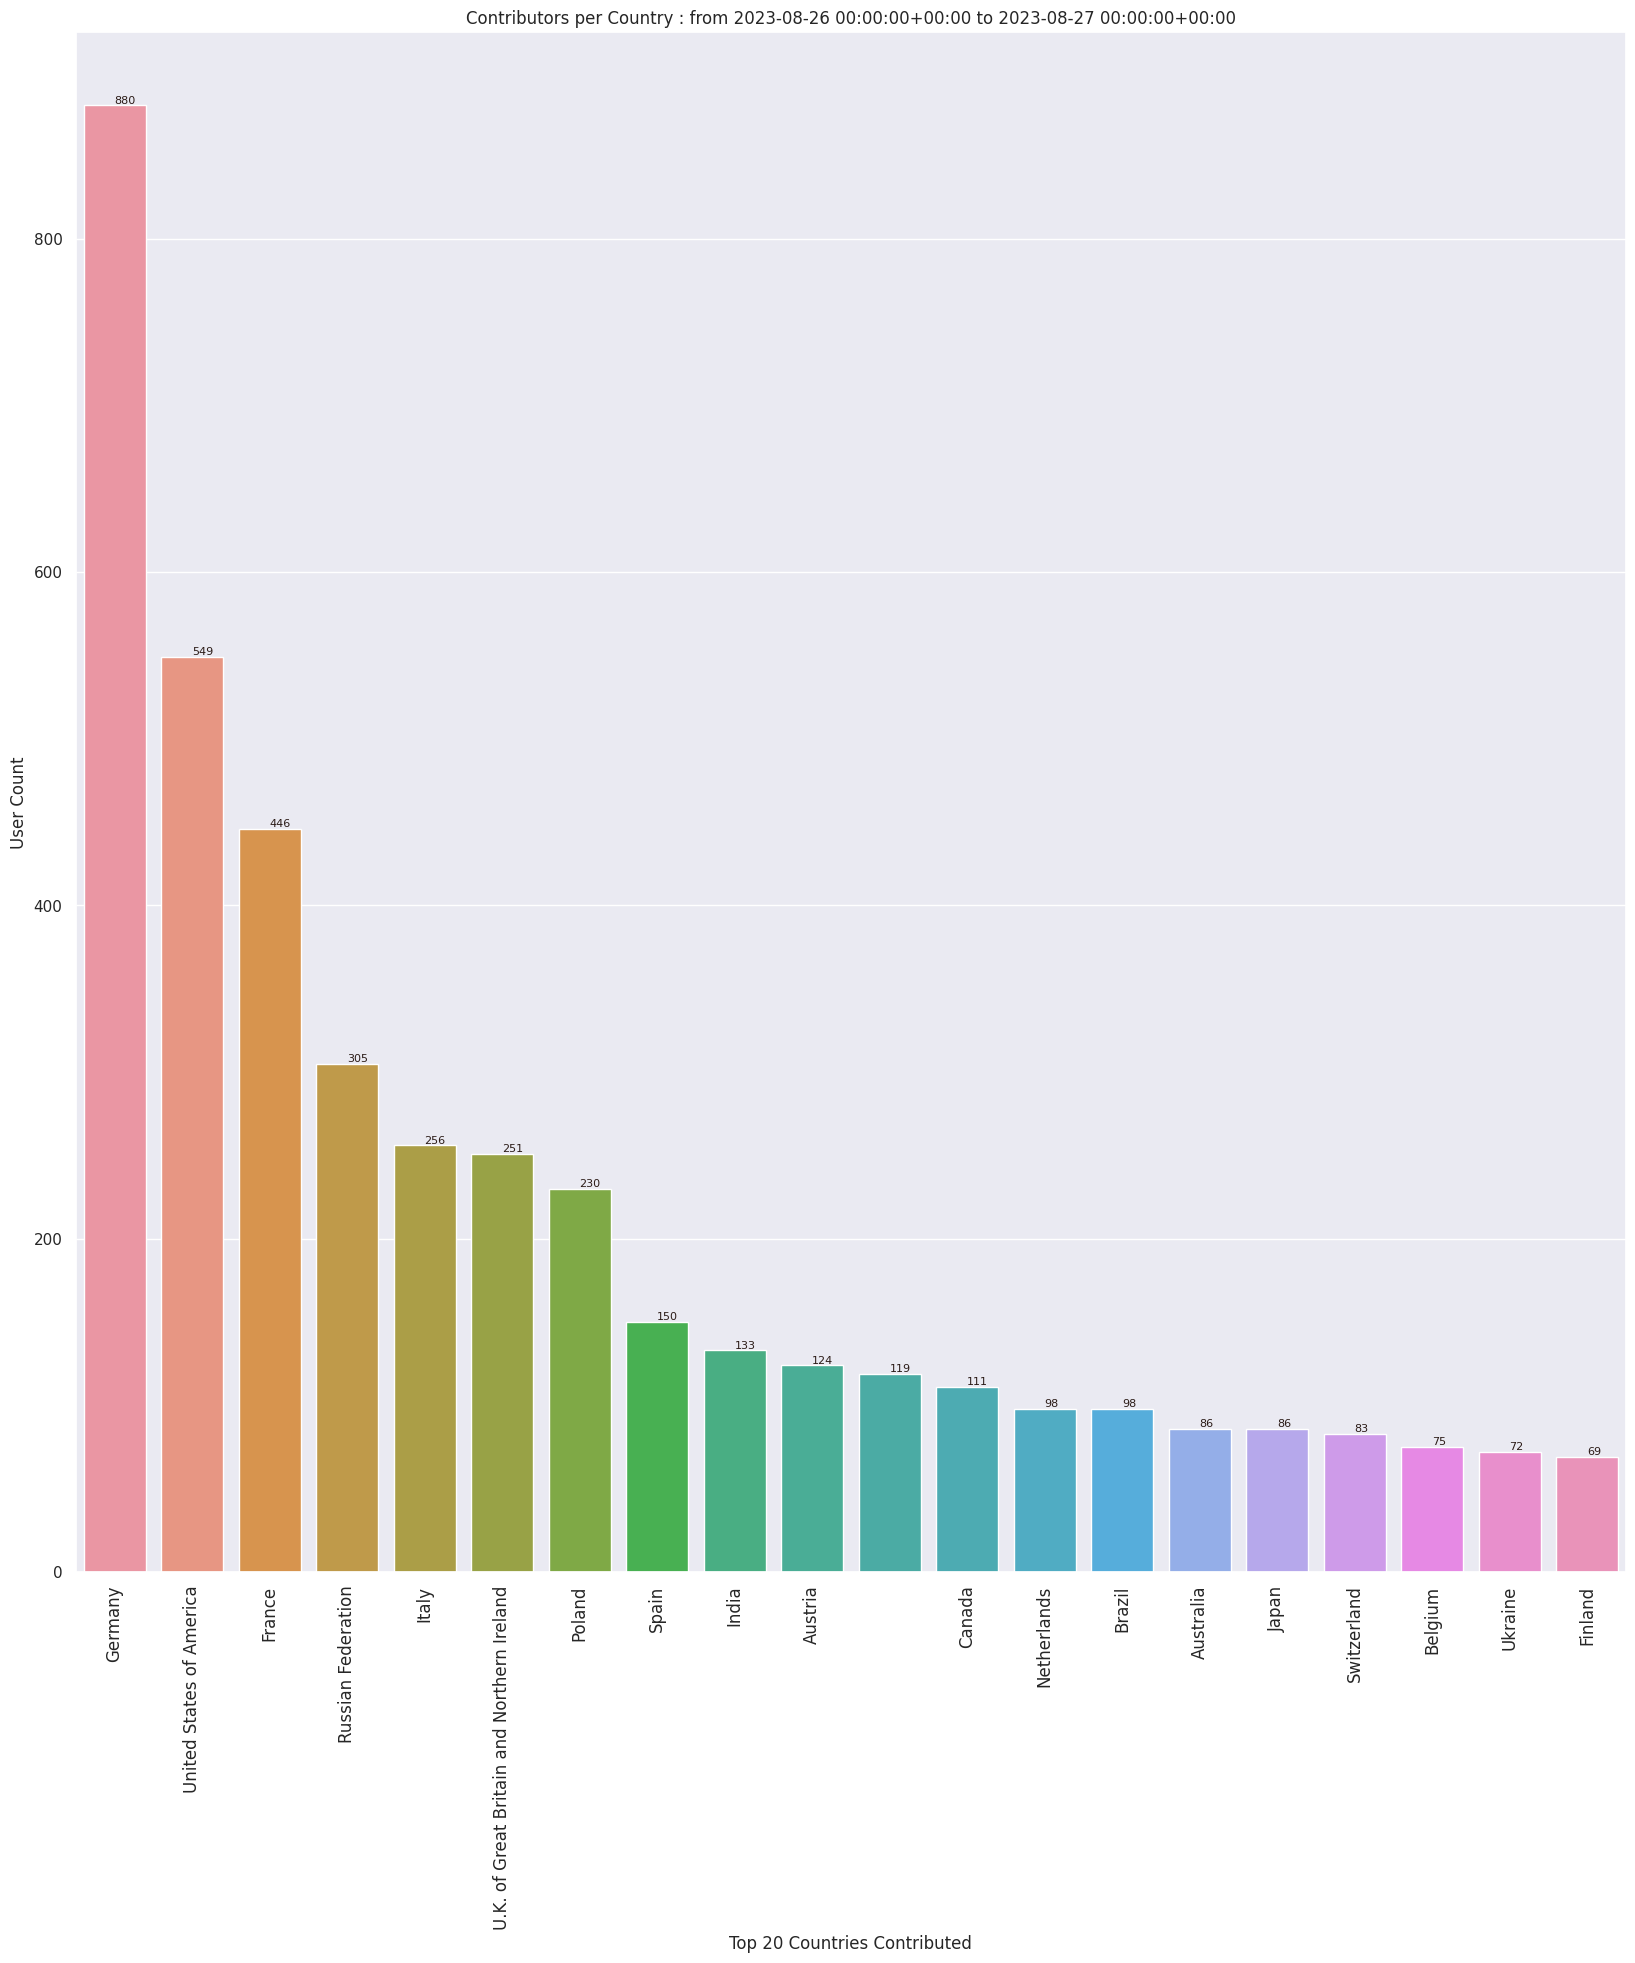 Contributors per Country : from 2023-08-26 00:00:00+00:00 to 2023-08-27 00:00:00+00:00
User Count
800
600
400
200
0
880
549
446
305
256
251
230
150
133
124
119
111
98
98
86
86
83
75
72
69
Germany
United States of America
France
Russian Federation
Italy
U.K. of Great Britain and Northern Ireland
Poland
Spain
India
Austria
Canada
Netherlands
Brazil
Australia
Japan
Switzerland
Belgium
Ukraine
Finland
Top 20 Countries Contributed